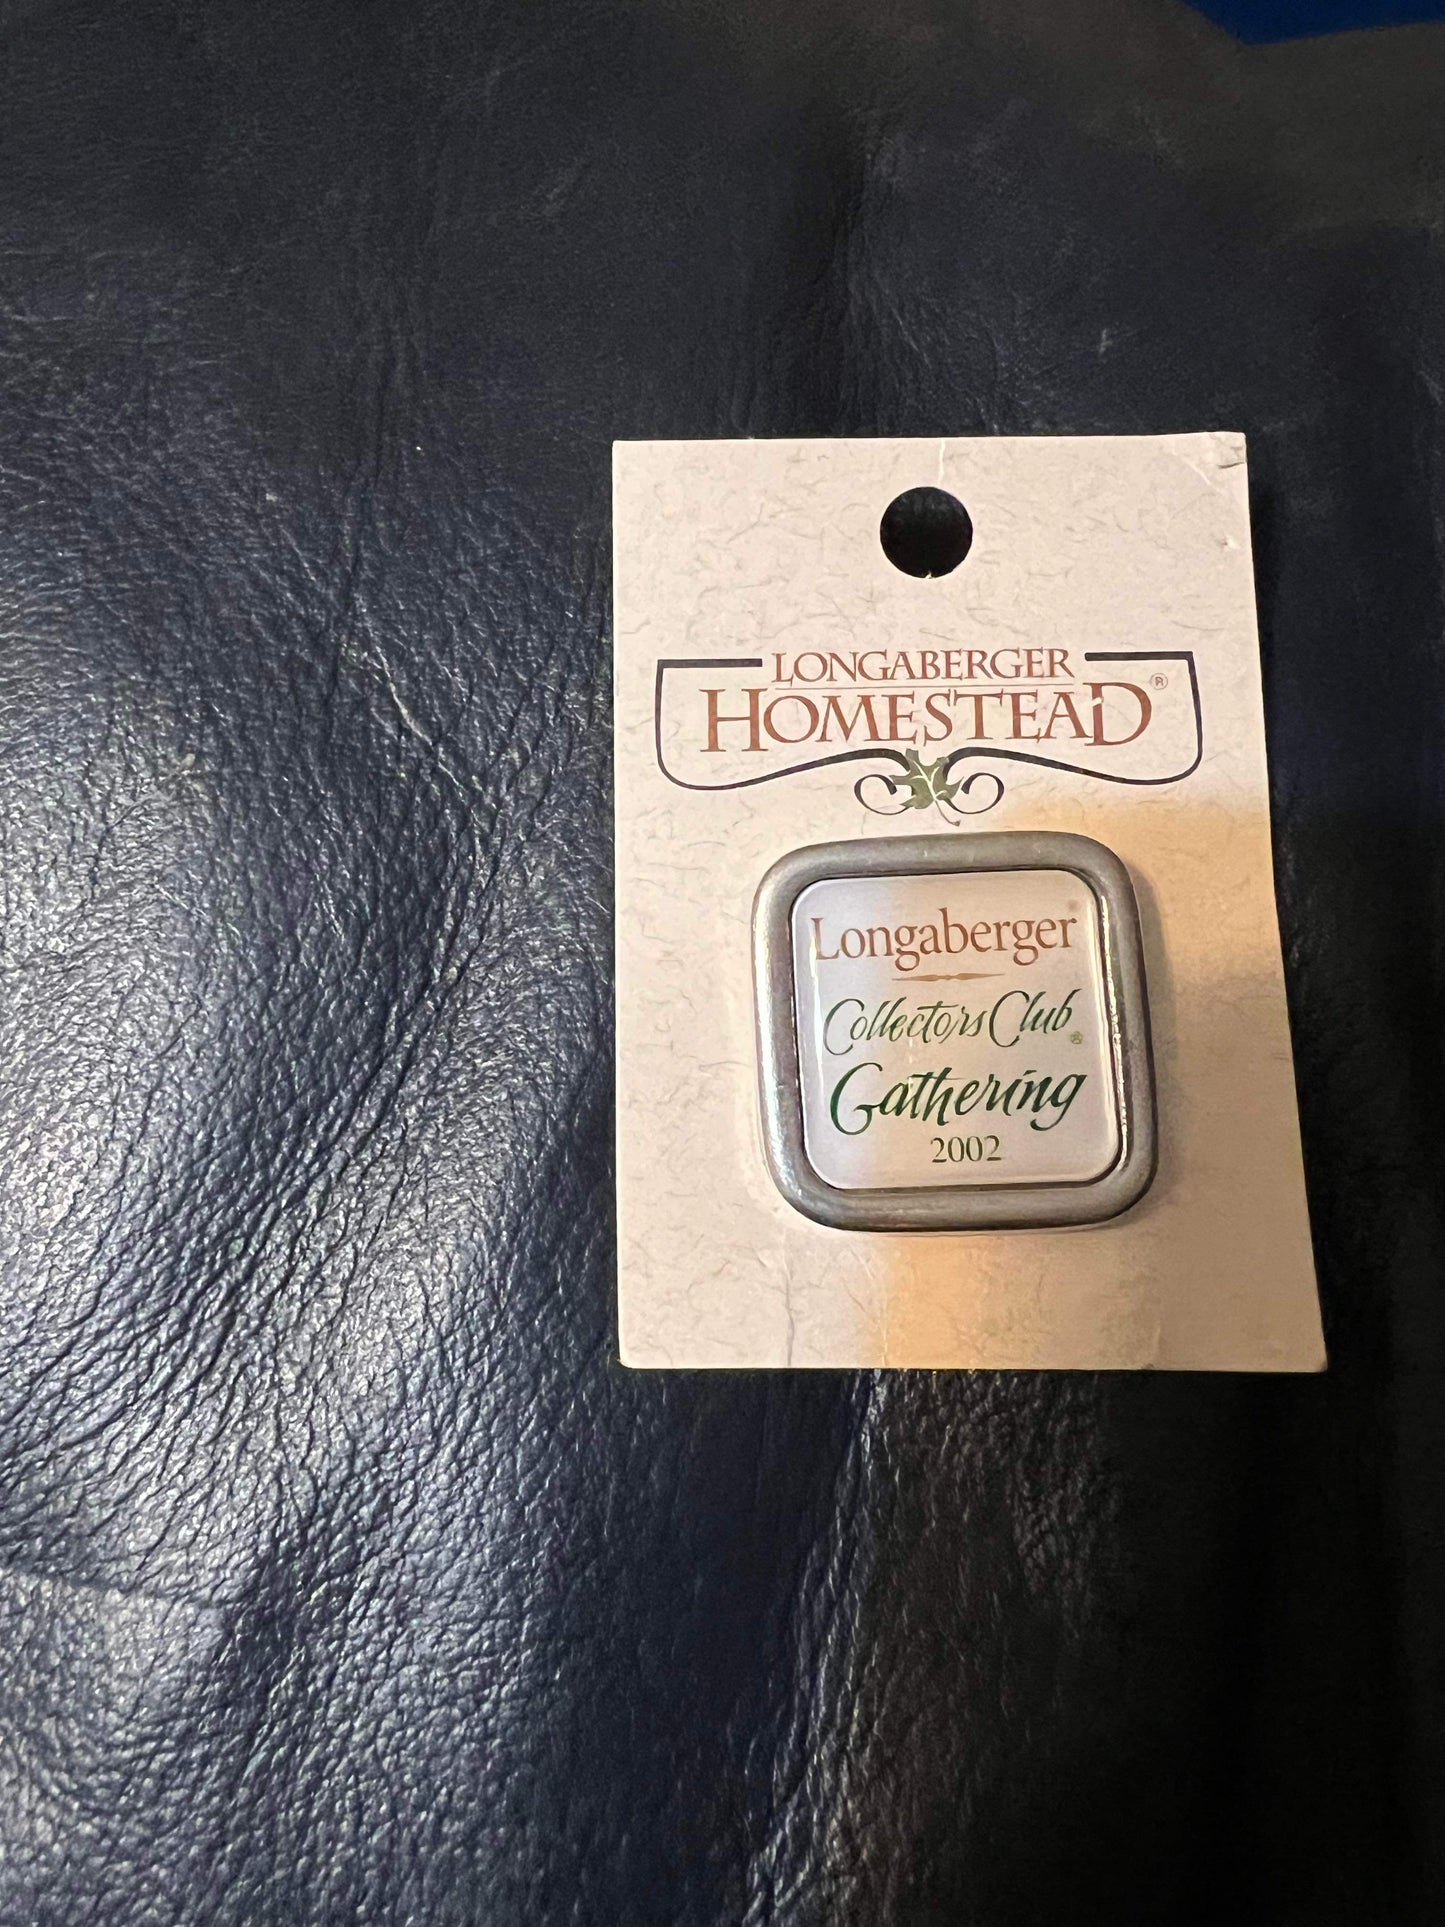 LONGABERGER
HOMESTEAD®
Longaberger®
Collectors Club®
Gathering
2002